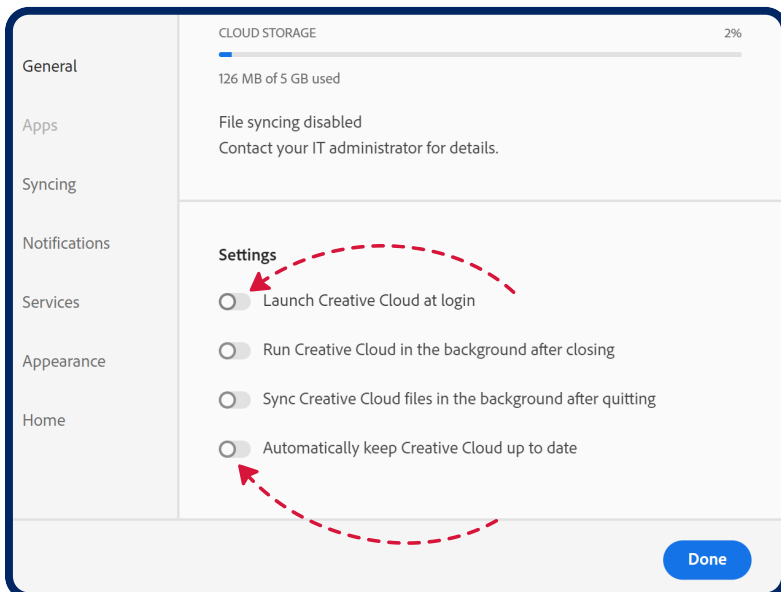 CLOUD STORAGE 2%
126 MB of 5 GB used
File syncing disabled
Contact your IT administrator for details.
General
Apps
Syncing
Notifications
Services
Appearance
Home
Settings
Launch Creative Cloud at login
Run Creative Cloud in the background after closing
Sync Creative Cloud files in the background after quitting
Automatically keep Creative Cloud up to date
Done